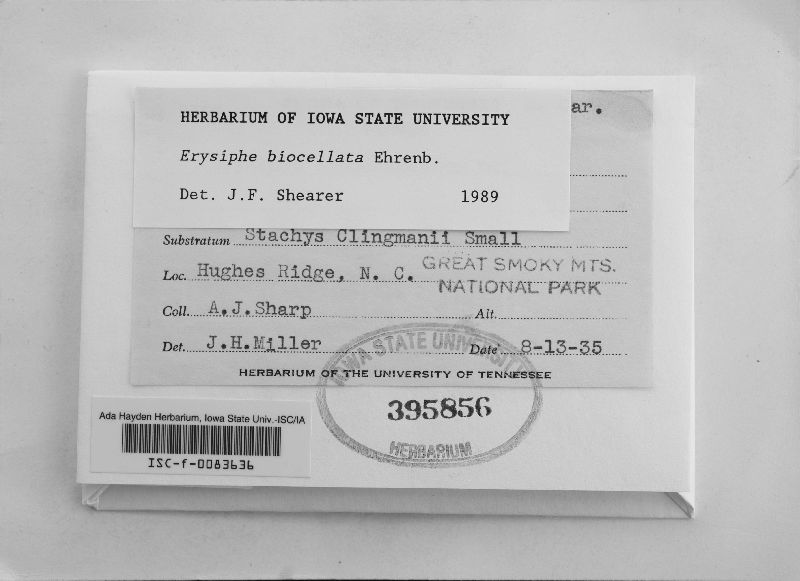 HERBARIUM OF IOWA STATE UNIVERSITY
Erysiphe biocellata Ehrenb.
Det. J.F. Shearer 1989
ar.
Substratum Stachys Clingmanii Small
Loc. Hughes Ridge, N. C. GREAT SMOKY MTS.
NATIONAL PARK
Coll. A.J.Sharp Alt.
Det. J.H.Miller Date 8-13-35
HERBARIUM OF THE UNIVERSITY OF TENNESSEE
IOWA STATE UNIVERSITY
395856
HERBARIUM
Ada Hayden Herbarium, Iowa State Univ.-ISC/IA
ISC-f-0083636